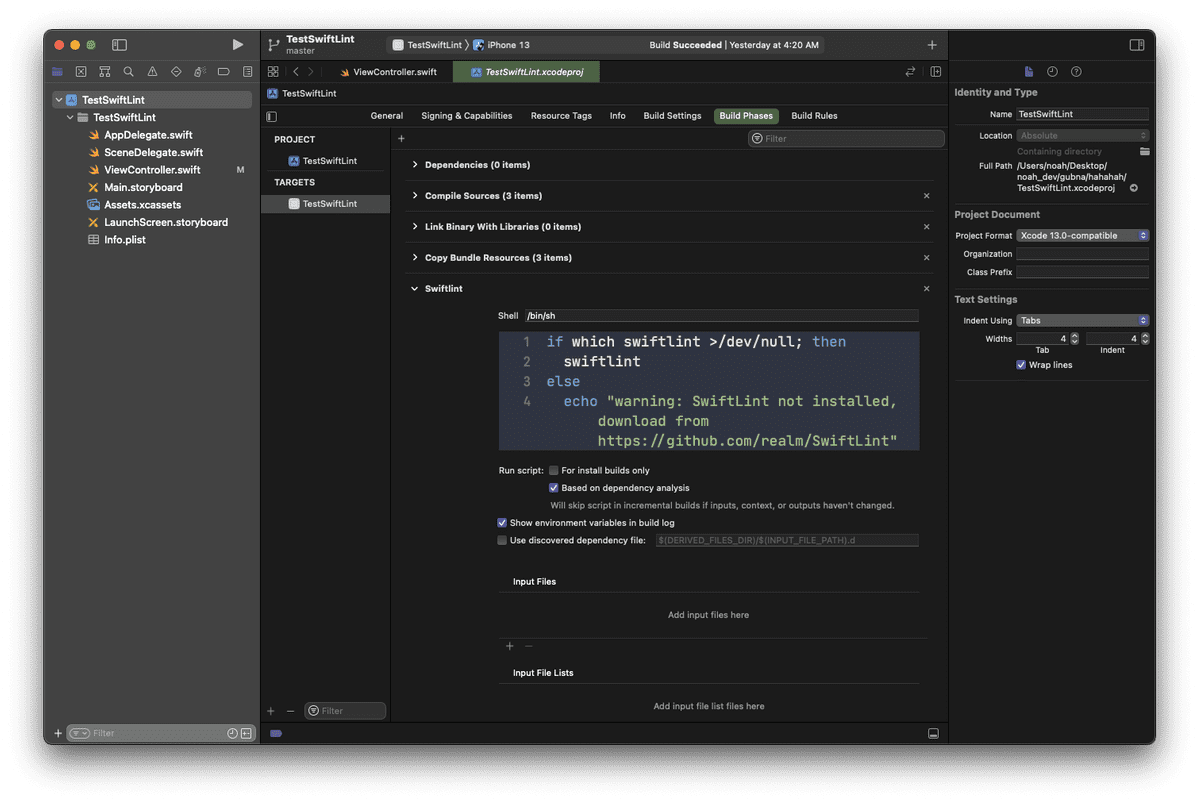 TestSwiftLint
master
TestSwiftLint
iPhone 13
Build Succeeded | Yesterday at 4:20 AM
ViewController.swift
TestSwiftLint.xcodeproj
TestSwiftLint
TestSwiftLint
TestSwiftLint
AppDelegate.swift
SceneDelegate.swift
ViewController.swift M
Main.storyboard
Assets.xcassets
LaunchScreen.storyboard
Info.plist
Filter
General
Signing & Capabilities
Resource Tags
Info
Build Settings
Build Phases
Build Rules
PROJECT
TestSwiftLint
TARGETS
TestSwiftLint
Filter
Filter
Dependencies (0 items)
Compile Sources (3 items)
Link Binary With Libraries (0 items)
Copy Bundle Resources (3 items)
Swiftlint
Shell /bin/sh
1 if which swiftlint >/dev/null; then
2 swiftlint
3 else
4 echo "warning: SwiftLint not installed,
download from
https://github.com/realm/SwiftLint"
Run script: For install builds only
Based on dependency analysis
Will skip script in incremental builds if inputs, context, or outputs haven't changed.
Show environment variables in build log
Use discovered dependency file: $(DERIVED_FILES_DIR)/$(INPUT_FILE_PATH).d
Input Files
Add input files here
Input File Lists
Add input file list files here
Identity and Type
Name TestSwiftLint
Location Absolute
Containing directory
Full Path /Users/noah/Desktop/
noah_dev/gubna/hahahah/
TestSwiftLint.xcodeproj
Project Document
Project Format Xcode 13.0-compatible
Organization
Class Prefix
Text Settings
Indent Using Tabs
Widths 4 4
Tab Indent
Wrap lines